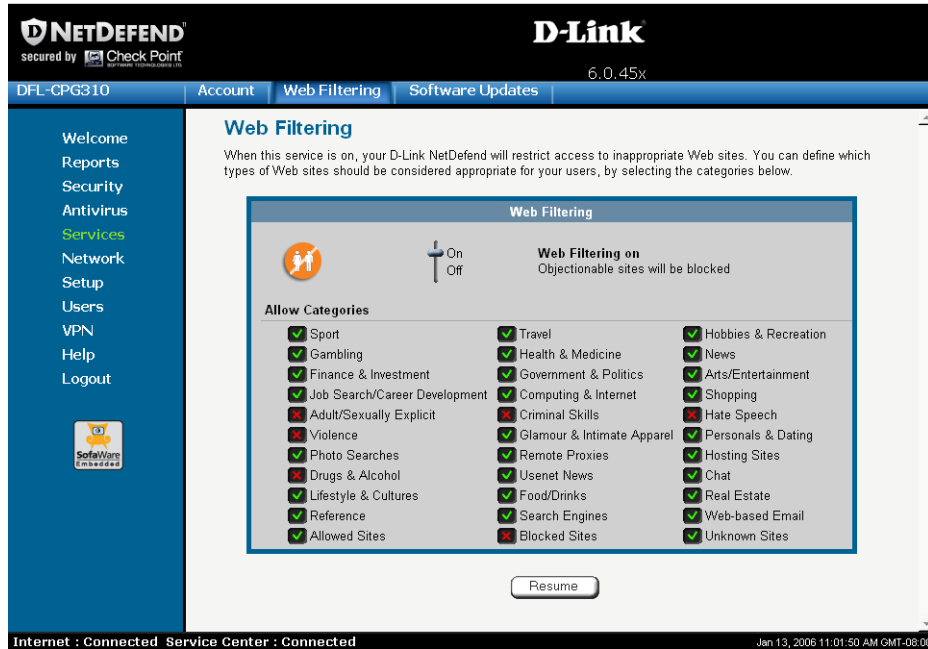 NETDEFEND
secured by Check Point
SOFTWARE TECHNOLOGIES LTD.
D-Link
6.0.45x
DFL-CPG310
Account Web Filtering Software Updates
Welcome
Reports
Security
Antivirus
Services
Network
Setup
Users
VPN
Help
Logout
SofaWare
Embedded
Web Filtering
When this service is on, your D-Link NetDefend will restrict access to inappropriate Web sites. You can define which
types of Web sites should be considered appropriate for your users, by selecting the categories below.
Web Filtering
On
Off
Web Filtering on
Objectionable sites will be blocked
Allow Categories
Sport Travel Hobbies & Recreation
Gambling Health & Medicine News
Finance & Investment Government & Politics Arts/Entertainment
Job Search/Career Development Computing & Internet Shopping
Adult/Sexually Explicit Criminal Skills Hate Speech
Violence Glamour & Intimate Apparel Personals & Dating
Photo Searches Remote Proxies Hosting Sites
Drugs & Alcohol Usenet News Chat
Lifestyle & Cultures Food/Drinks Real Estate
Reference Search Engines Web-based Email
Allowed Sites Blocked Sites Unknown Sites
Resume
Internet : Connected Service Center : Connected
Jan 13, 2006 11:01:50 AM GMT-08:00